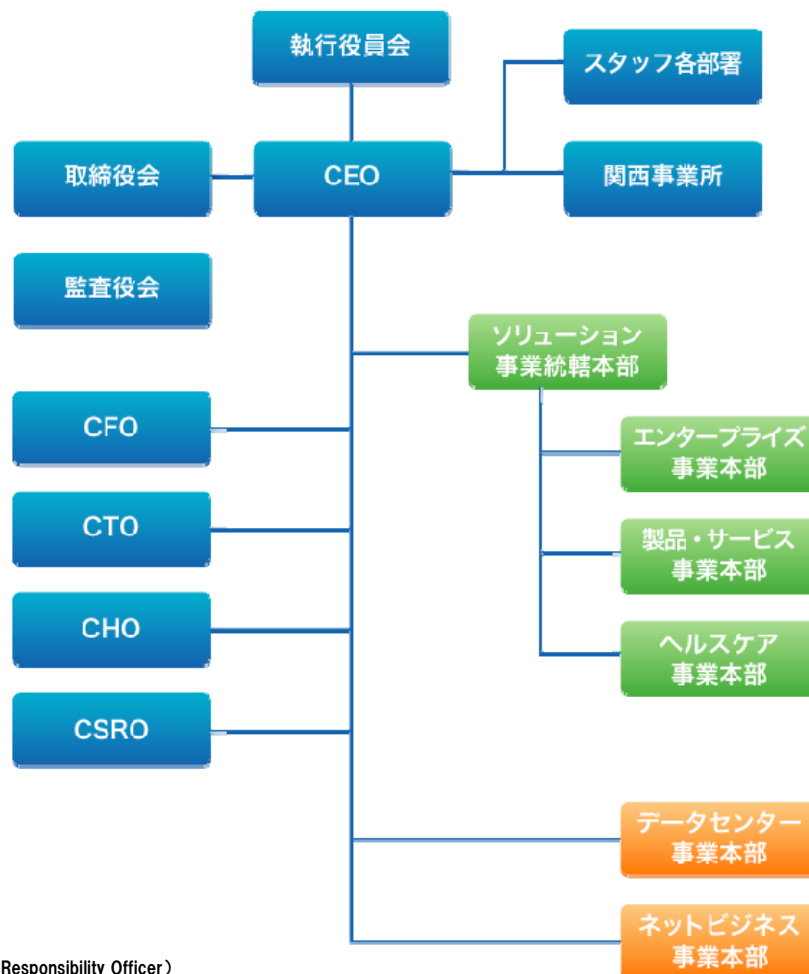 執行役員会
スタッフ各部署
取締役会
CEO
関西事業所
監査役会
ソリューション
事業統轄本部
CFO
エンタープライズ
事業本部
CTO
製品・サービス
事業本部
CHO
ヘルスケア
事業本部
CSRO
データセンター
事業本部
ネットビジネス
事業本部
Responsibility Officer）